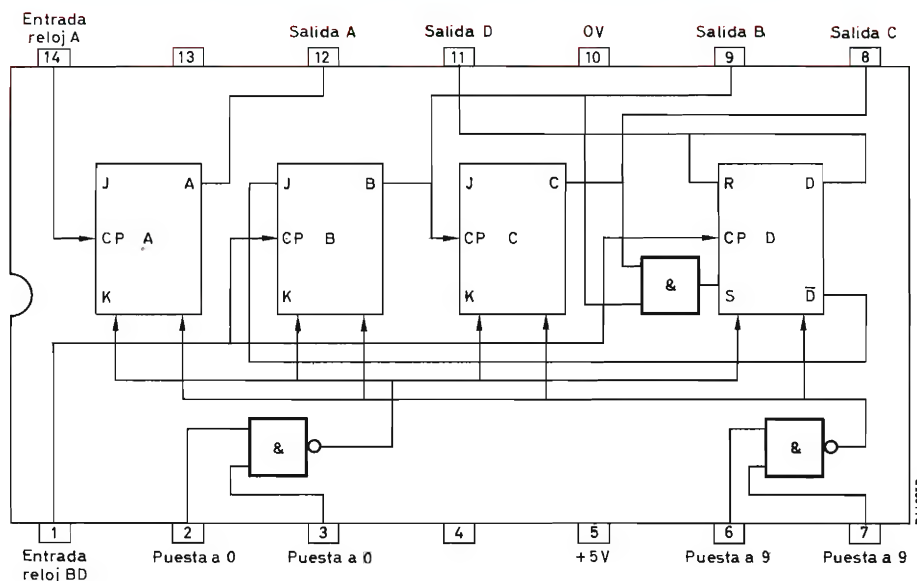 Entrada
reloj A
Salida A
Salida D
0V
Salida B
Salida C
14
13
12
11
10
9
8
J A
J B
J C
R D
CP A
CP B
CP C
CP D
&
K
K
K
S D̅
&
&
1
2
3
4
5
6
7
Entrada
reloj BD
Puesta a 0
Puesta a 0
+5V
Puesta a 9
Puesta a 9